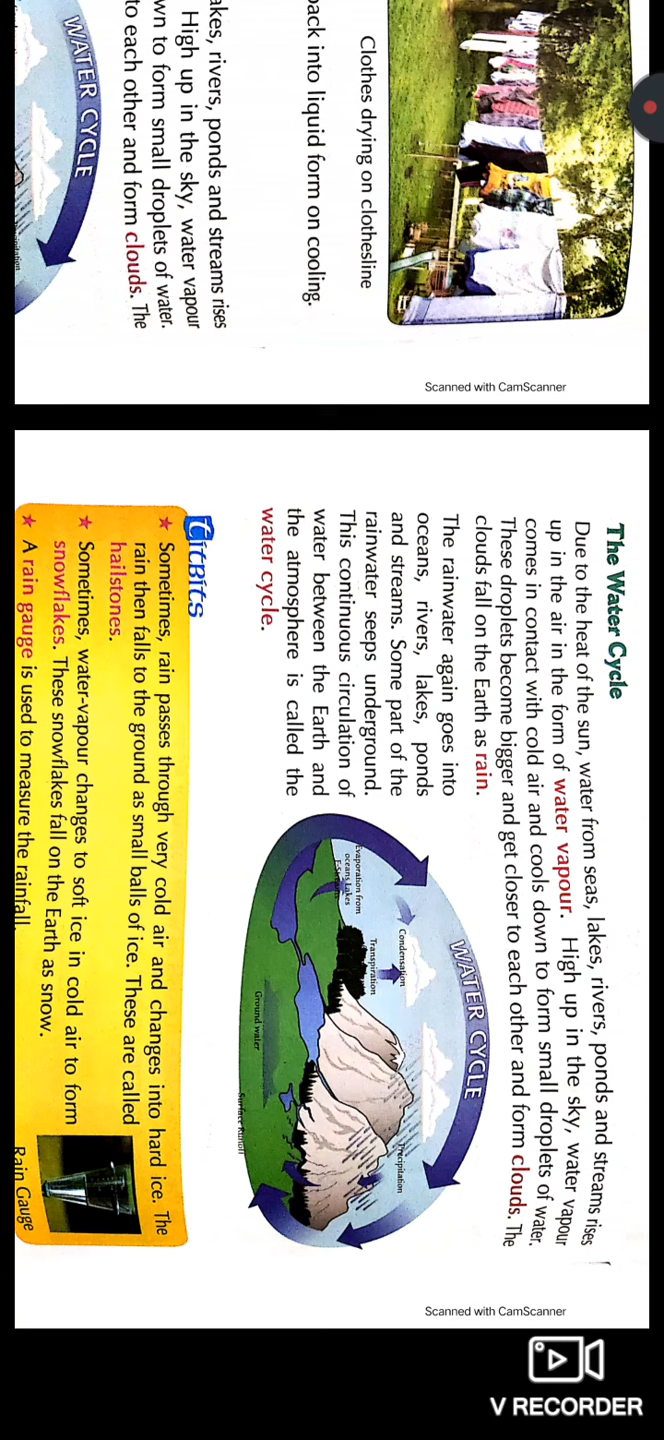 Clothes drying on clothesline
back into liquid form on cooling.
akes, rivers, ponds and streams rises
High up in the sky, water vapour
wn to form small droplets of water.
to each other and form clouds. The
WATER CYCLE
Scanned with CamScanner
The Water Cycle
Due to the heat of the sun, water from seas, lakes, rivers, ponds and streams rises
up in the air in the form of water vapour. High up in the sky, water vapour
comes in contact with cold air and cools down to form small droplets of water.
These droplets become bigger and get closer to each other and form clouds. The
clouds fall on the Earth as rain.
The rainwater again goes into
oceans, rivers, lakes, ponds
and streams. Some part of the
rainwater seeps underground.
This continuous circulation of
water between the Earth and
the atmosphere is called the
water cycle.
WATER CYCLE
Condensation
Precipitation
Transpiration
Evaporation from
oceans Lakes
Ground water
Surface Runoff
TitBits
★ Sometimes, rain passes through very cold air and changes into hard ice. The
rain then falls to the ground as small balls of ice. These are called
hailstones.
★ Sometimes, water-vapour changes to soft ice in cold air to form
snowflakes. These snowflakes fall on the Earth as snow.
★ A rain gauge is used to measure the rainfall.
Rain Gauge
Scanned with CamScanner
V RECORDER